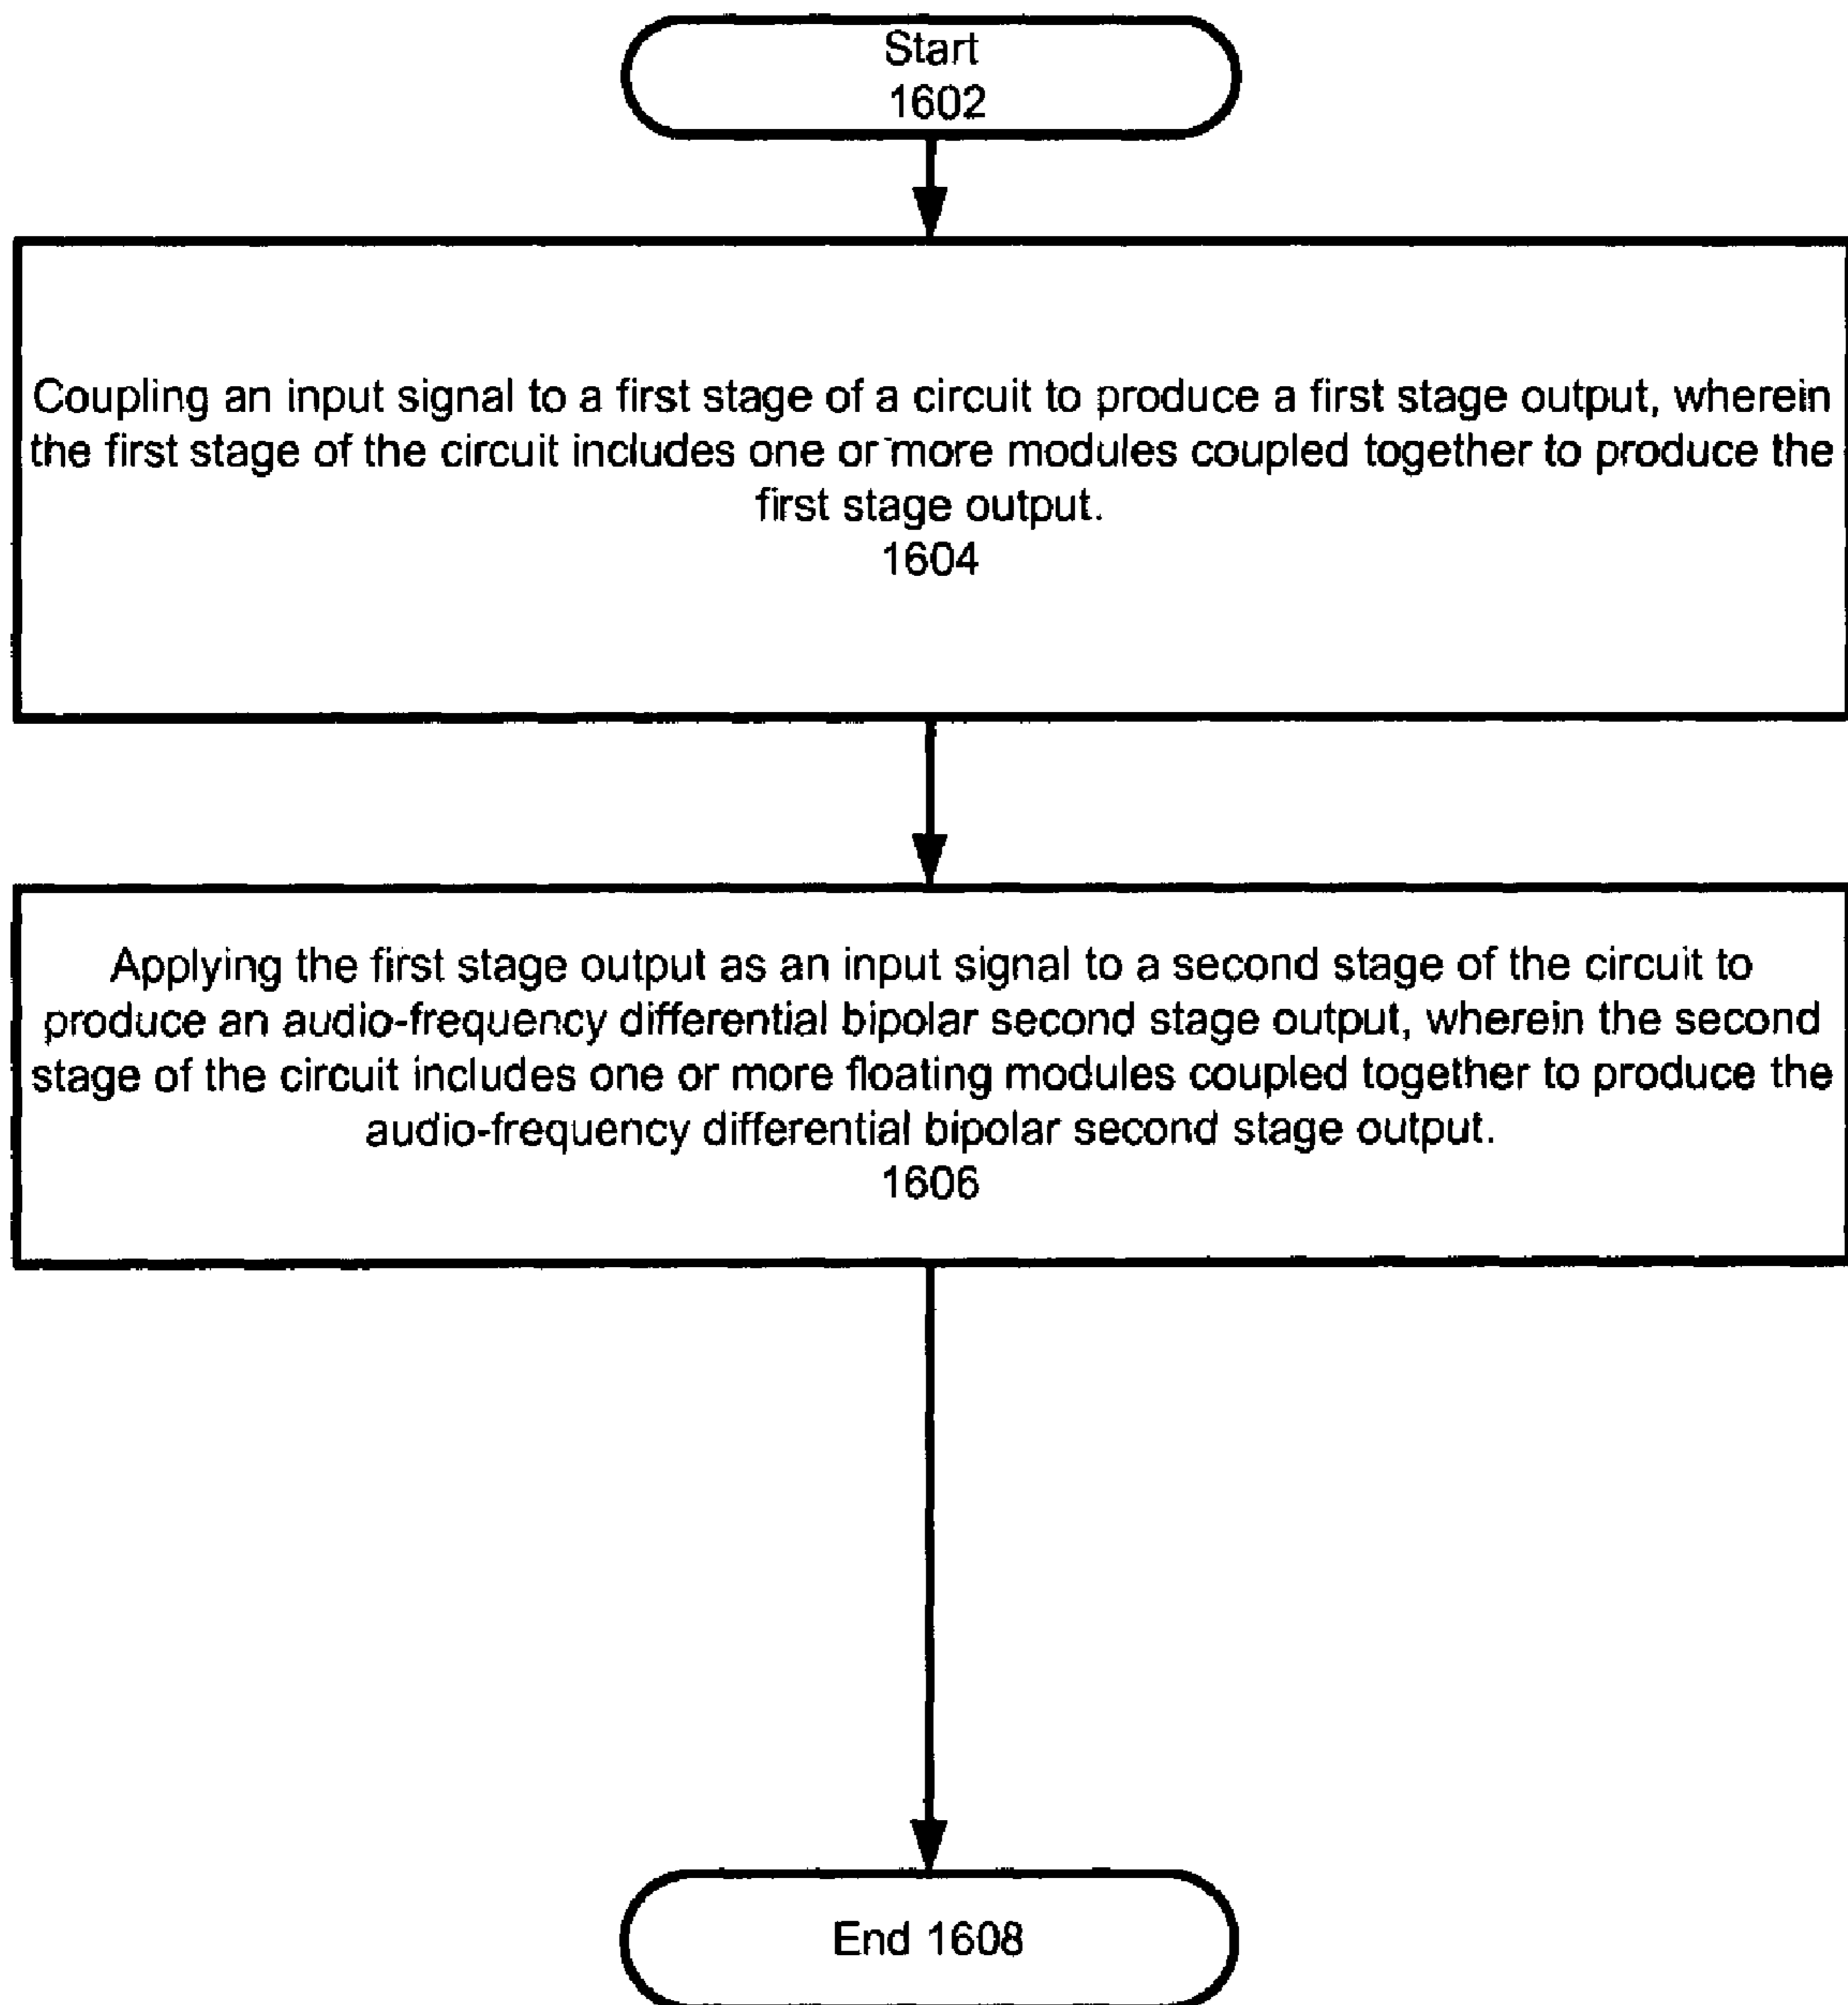 Start
1602
Coupling an input signal to a first stage of a circuit to produce a first stage output, wherein
the first stage of the circuit includes one or more modules coupled together to produce the
first stage output.
1604
Applying the first stage output as an input signal to a second stage of the circuit to
produce an audio-frequency differential bipolar second stage output, wherein the second
stage of the circuit includes one or more floating modules coupled together to produce the
audio-frequency differential bipolar second stage output.
1606
End 1608